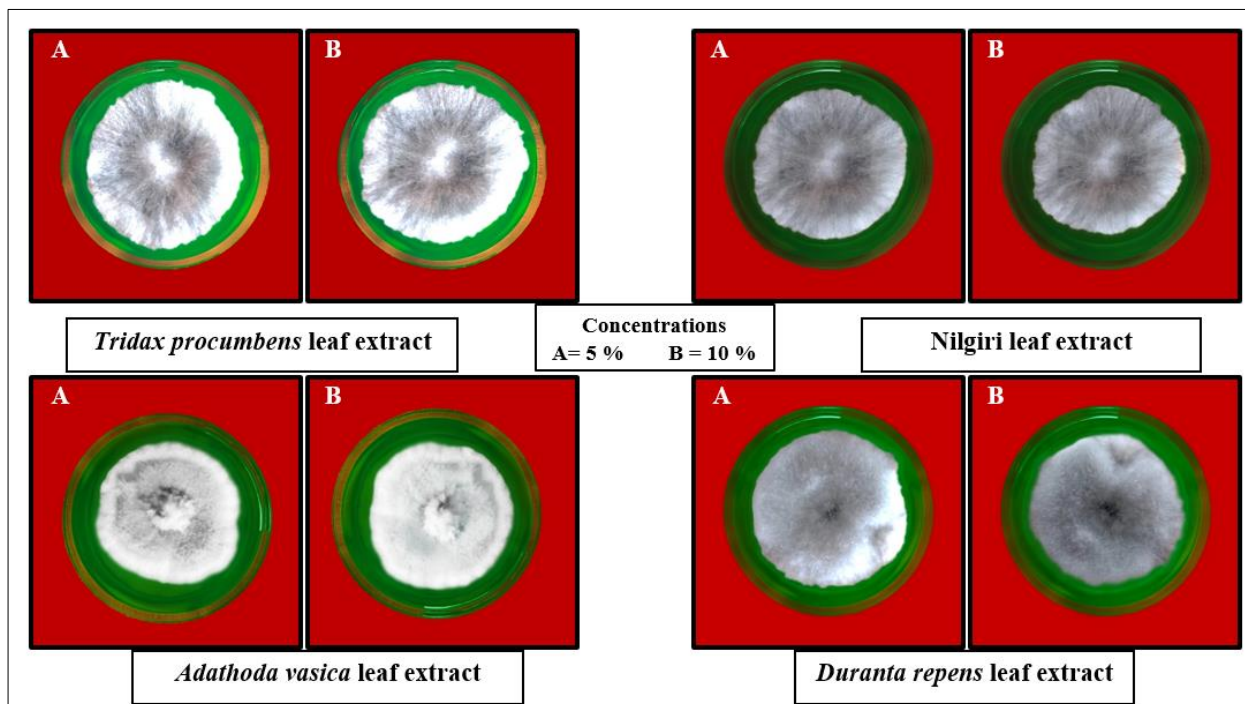 A
B
A
B
Tridax procumbens leaf extract
Concentrations
A= 5 % B = 10 %
Nilgiri leaf extract
A
B
A
B
Adathoda vasica leaf extract
Duranta repens leaf extract